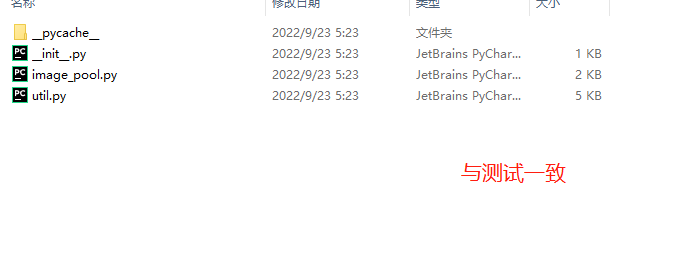 名称 修改日期 类型 大小
__pycache__ 2022/9/23 5:23 文件夹
__init__.py 2022/9/23 5:23 JetBrains PyChar... 1 KB
image_pool.py 2022/9/23 5:23 JetBrains PyChar... 2 KB
util.py 2022/9/23 5:23 JetBrains PyChar... 5 KB
与测试一致